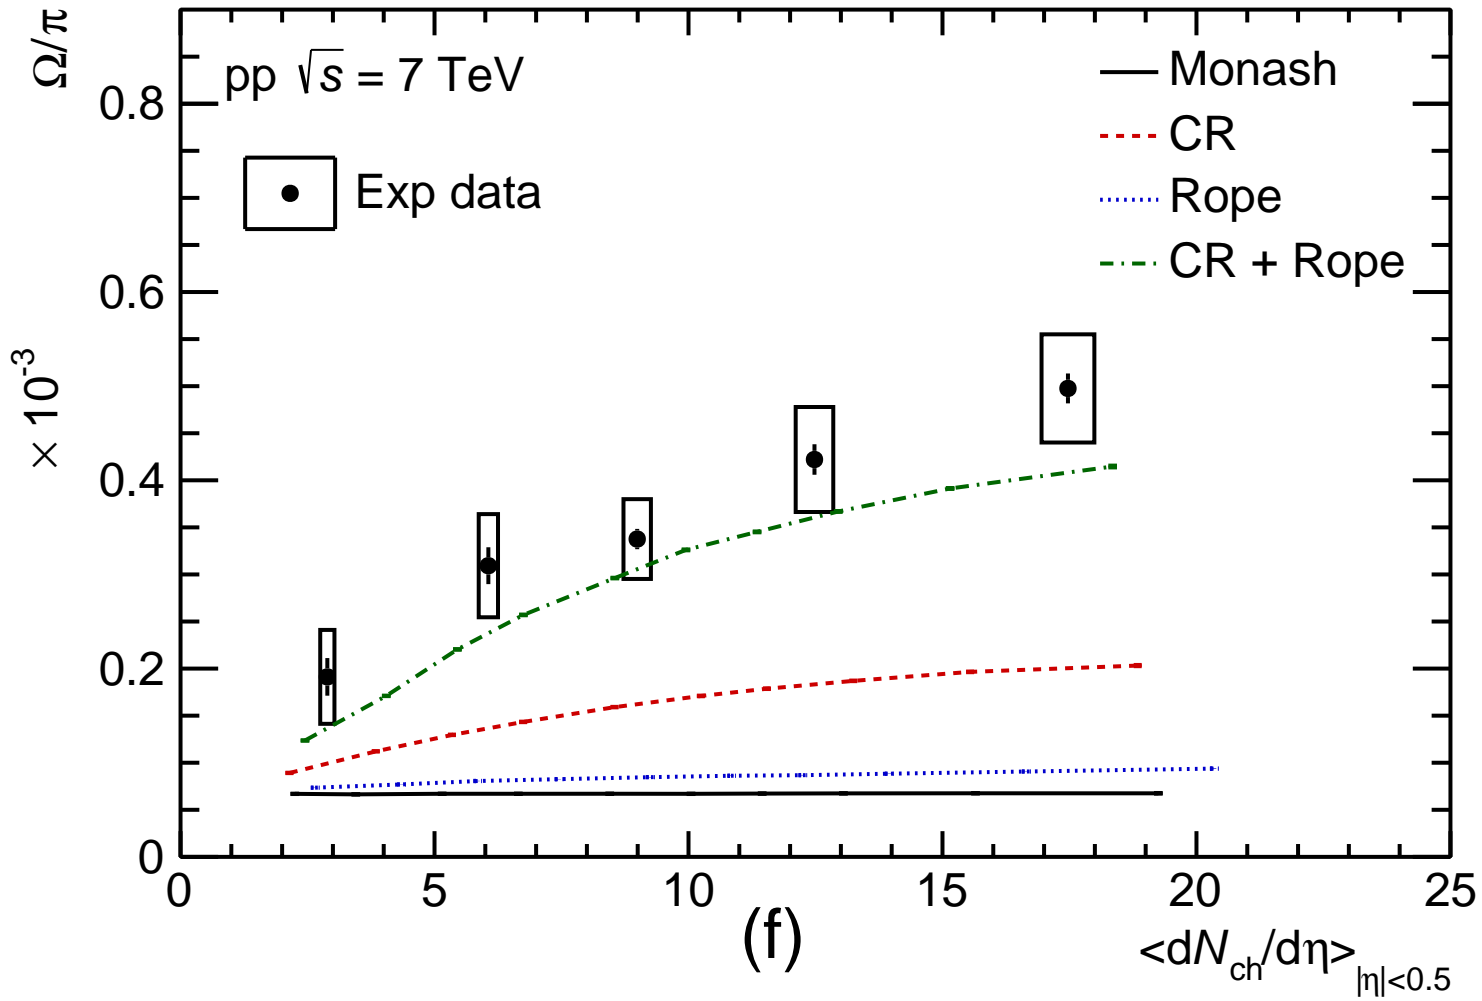 Ω/π
× 10⁻³
pp √s = 7 TeV
Exp data
Monash
CR
Rope
CR + Rope
0.8
0.6
0.4
0.2
0
0 5 10 15 20 25
(f)
<dN_ch/dη>_|η|<0.5